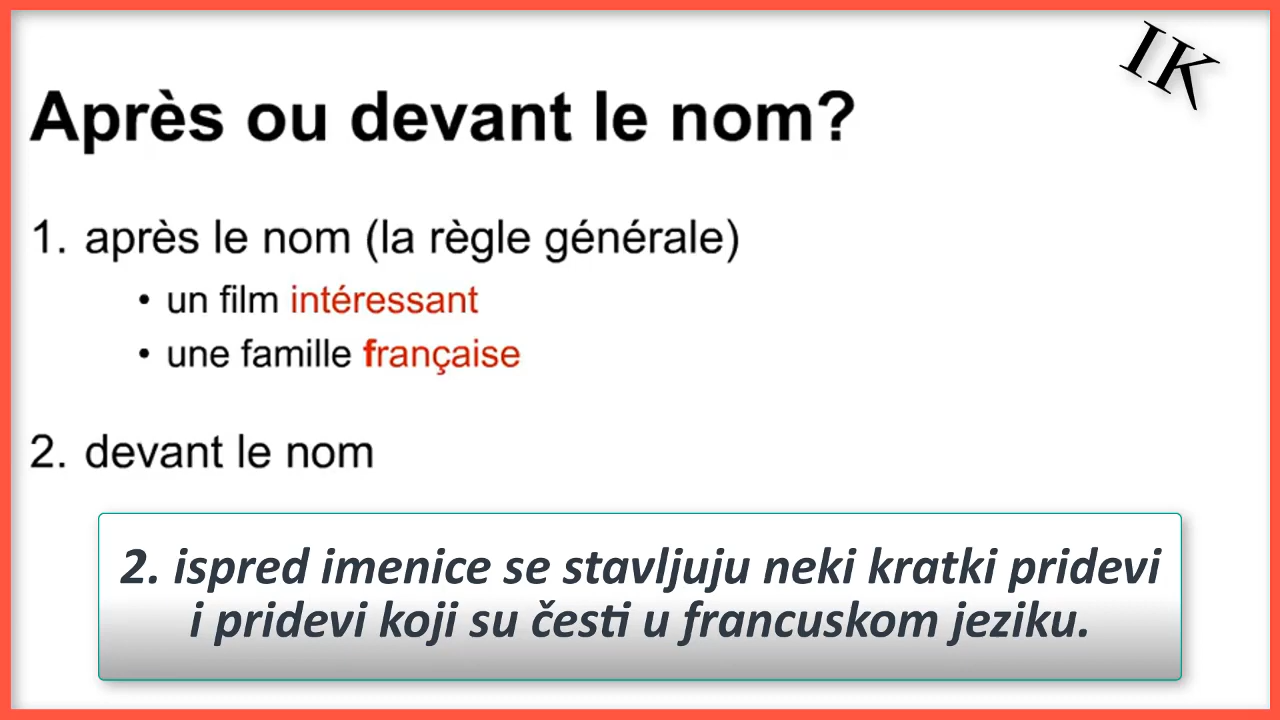 IK
Après ou devant le nom?
1. après le nom (la règle générale)
• un film intéressant
• une famille française
2. devant le nom
2. ispred imenice se stavljuju neki kratki pridevi
i pridevi koji su česti u francuskom jeziku.